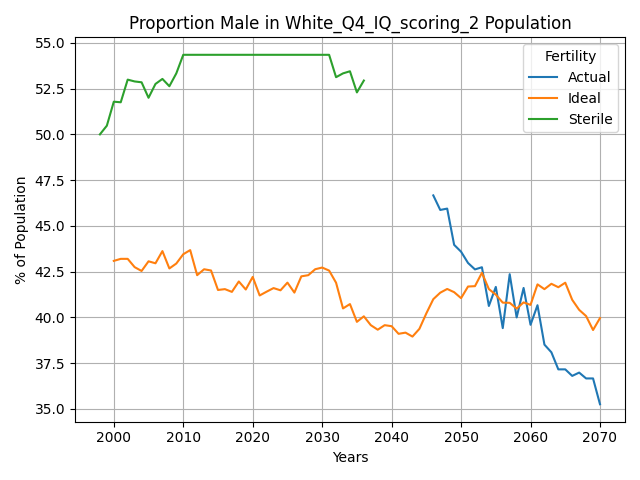 Proportion Male in White_Q4_IQ_scoring_2 Population
55.0
52.5
50.0
47.5
45.0
42.5
40.0
37.5
35.0
% of Population
Fertility
Actual
Ideal
Sterile
2000
2010
2020
2030
2040
2050
2060
2070
Years